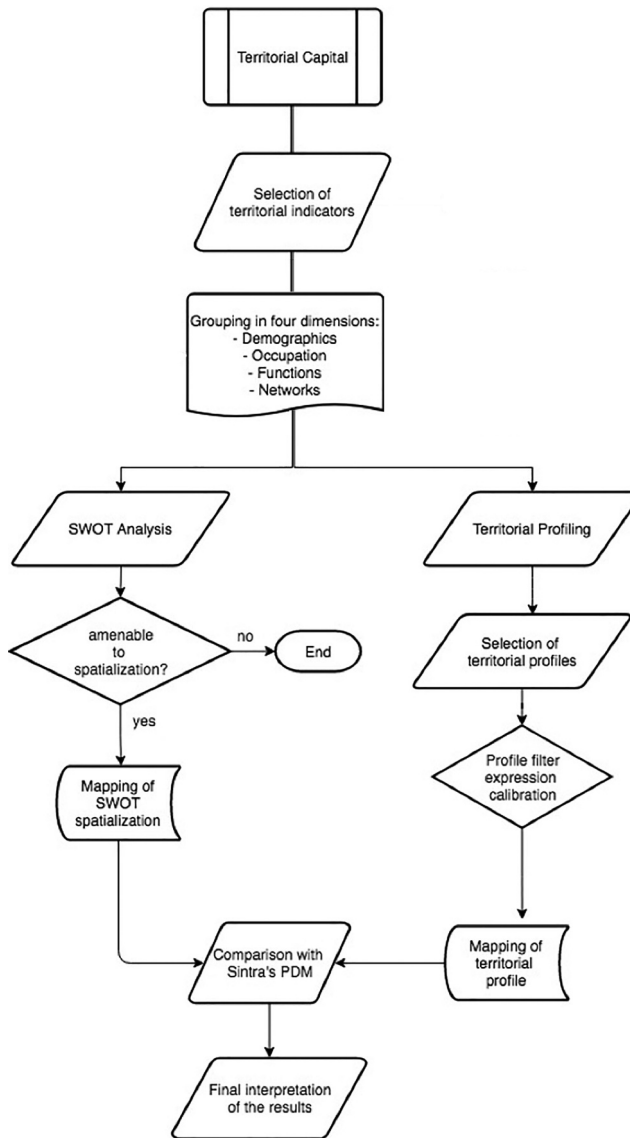 Territorial Capital
Selection of
territorial indicators
Grouping in four dimensions:
- Demographics
- Occupation
- Functions
- Networks
SWOT Analysis
Territorial Profiling
amenable
to
spatialization?
no
End
yes
Selection of
territorial profiles
Profile filter
expression
calibration
Mapping of
SWOT
spatialization
Comparison with
Sintra's PDM
Mapping of
territorial
profile
Final interpretation
of the results